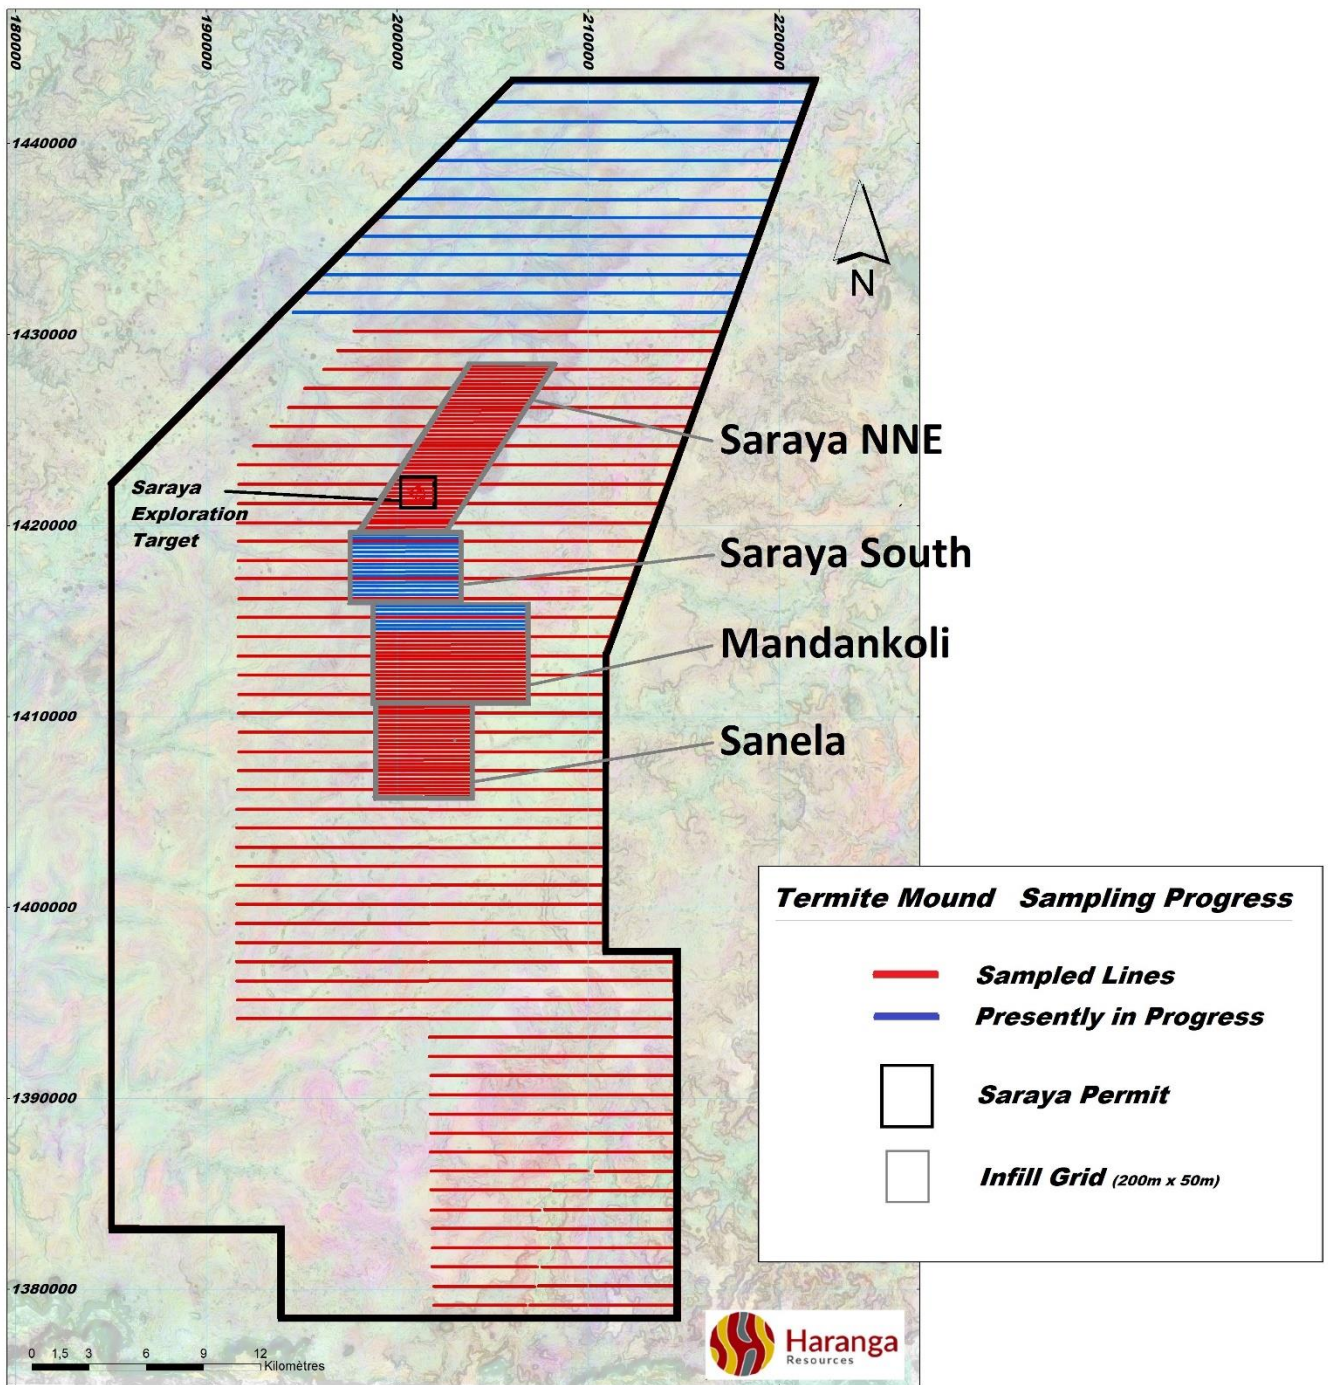 180000
190000
200000
210000
220000
1440000
N
1430000
Saraya NNE
Saraya
Exploration
Target
1420000
Saraya South
Mandankoli
1410000
Sanela
1400000
Termite Mound Sampling Progress
Sampled Lines
Presently in Progress
Saraya Permit
Infill Grid (200m x 50m)
1390000
1380000
0 1,5 3 6 9 12
Kilomètres
Haranga
Resources